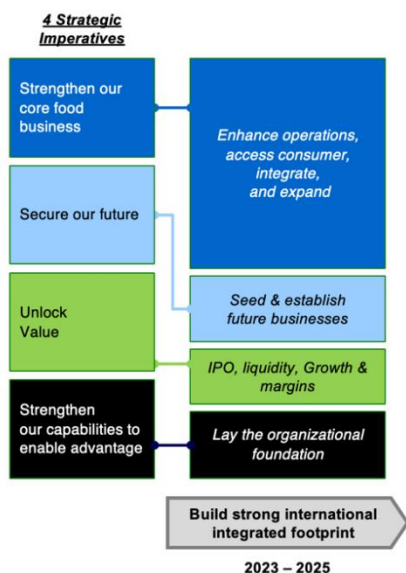 4 Strategic
Imperatives
Strengthen our
core food
business
Enhance operations,
access consumer,
integrate,
and expand
Secure our future
Seed & establish
future businesses
Unlock
Value
IPO, liquidity, Growth &
margins
Strengthen
our capabilities to
enable advantage
Lay the organizational
foundation
Build strong international
integrated footprint
2023 – 2025